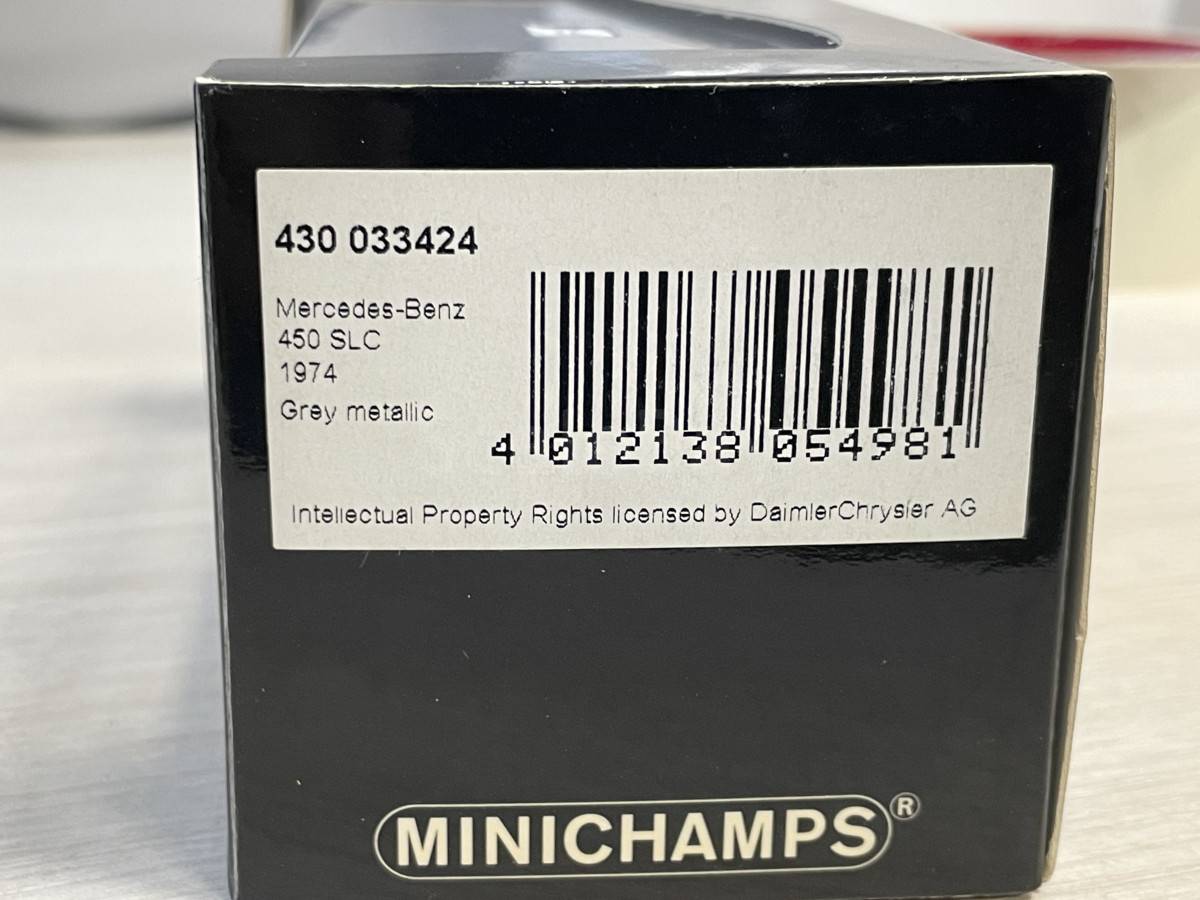 430 033424
Mercedes-Benz
450 SLC
1974
Grey metallic
4 012138 054981
Intellectual Property Rights licensed by DaimlerChrysler AG
MINICHAMPS®